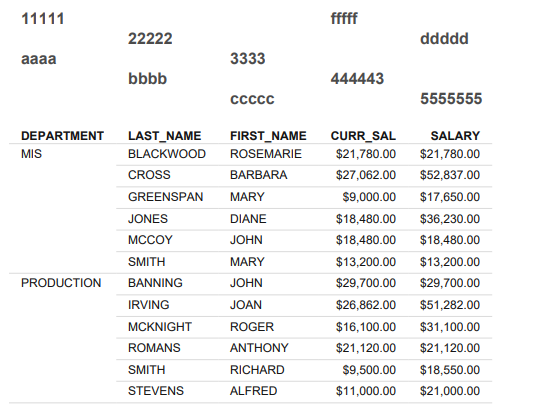 11111 fffff
22222 ddddd
aaaa 3333
bbbb 444443
ccccc 5555555
DEPARTMENT LAST_NAME FIRST_NAME CURR_SAL SALARY
MIS BLACKWOOD ROSEMARIE $21,780.00 $21,780.00
CROSS BARBARA $27,062.00 $52,837.00
GREENSPAN MARY $9,000.00 $17,650.00
JONES DIANE $18,480.00 $36,230.00
MCCOY JOHN $18,480.00 $18,480.00
SMITH MARY $13,200.00 $13,200.00
PRODUCTION BANNING JOHN $29,700.00 $29,700.00
IRVING JOAN $26,862.00 $51,282.00
MCKNIGHT ROGER $16,100.00 $31,100.00
ROMANS ANTHONY $21,120.00 $21,120.00
SMITH RICHARD $9,500.00 $18,550.00
STEVENS ALFRED $11,000.00 $21,000.00